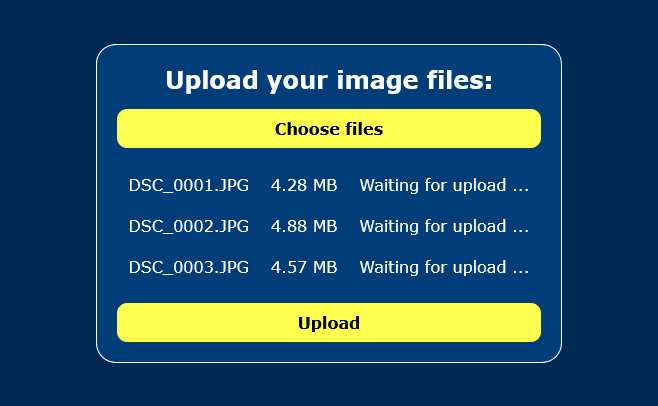 Upload your image files:
Choose files
DSC_0001.JPG 4.28 MB Waiting for upload ...
DSC_0002.JPG 4.88 MB Waiting for upload ...
DSC_0003.JPG 4.57 MB Waiting for upload ...
Upload